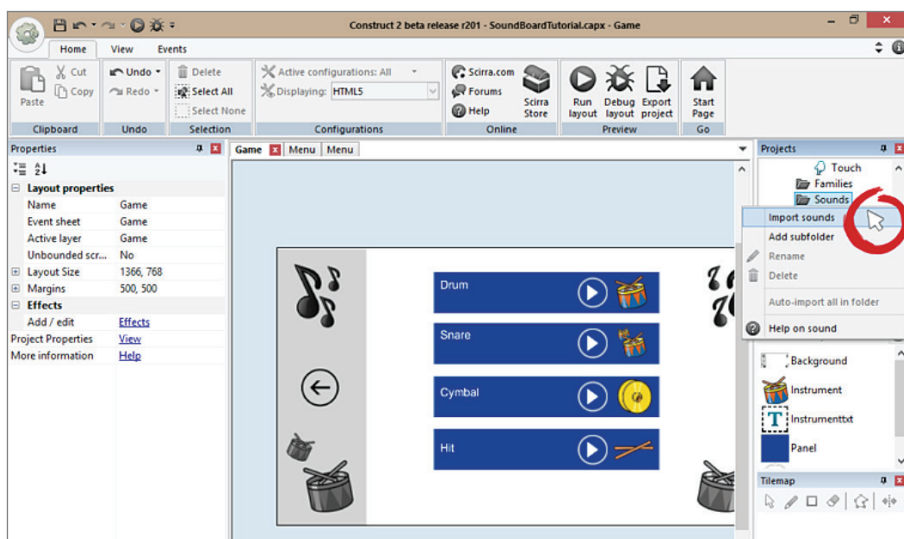 Construct 2 beta release r201 - SoundBoardTutorial.capx - Game
Home View Events
Paste
Cut
Copy
Clipboard
Undo
Redo
Undo
Delete
Select All
Select None
Selection
Active configurations: All
Displaying: HTML5
Configurations
Scirra.com
Forums
Help
Scirra
Store
Online
Run
layout
Debug
layout
Export
project
Preview
Start
Page
Go
Properties
Layout properties
Name Game
Event sheet Game
Active layer Game
Unbounded scr... No
Layout Size 1366, 768
Margins 500, 500
Effects
Add / edit Effects
Project Properties View
More information Help
Game Menu Menu
Drum
Snare
Cymbal
Hit
Projects
Touch
Families
Sounds
Import sounds
Add subfolder
Rename
Delete
Auto-import all in folder
Help on sound
Background
Instrument
T Instrumenttxt
Panel
Tilemap